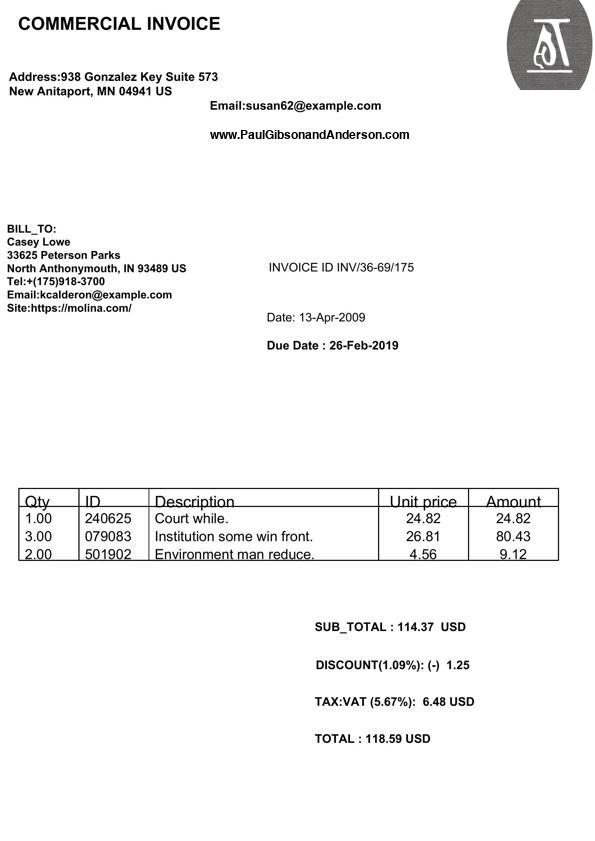 COMMERCIAL INVOICE
Address:938 Gonzalez Key Suite 573
New Anitaport, MN 04941 US
Email:susan62@example.com
www.PaulGibsonandAnderson.com
BILL_TO:
Casey Lowe
33625 Peterson Parks
North Anthonymouth, IN 93489 US
Tel:+(175)918-3700
Email:kcalderon@example.com
Site:https://molina.com/
INVOICE ID INV/36-69/175
Date: 13-Apr-2009
Due Date : 26-Feb-2019
Qty ID Description Unit price Amount
1.00 240625 Court while. 24.82 24.82
3.00 079083 Institution some win front. 26.81 80.43
2.00 501902 Environment man reduce. 4.56 9.12
SUB_TOTAL : 114.37 USD
DISCOUNT(1.09%): (-) 1.25
TAX:VAT (5.67%): 6.48 USD
TOTAL : 118.59 USD